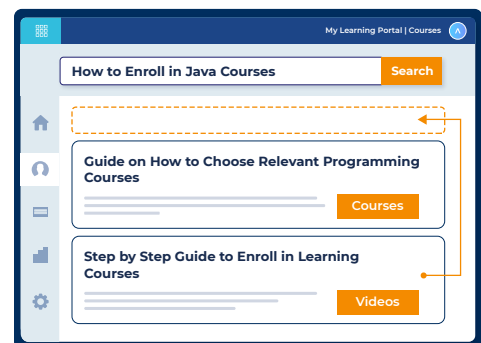 My Learning Portal | Courses
How to Enroll in Java Courses
Search
Guide on How to Choose Relevant Programming
Courses
Courses
Step by Step Guide to Enroll in Learning
Courses
Videos